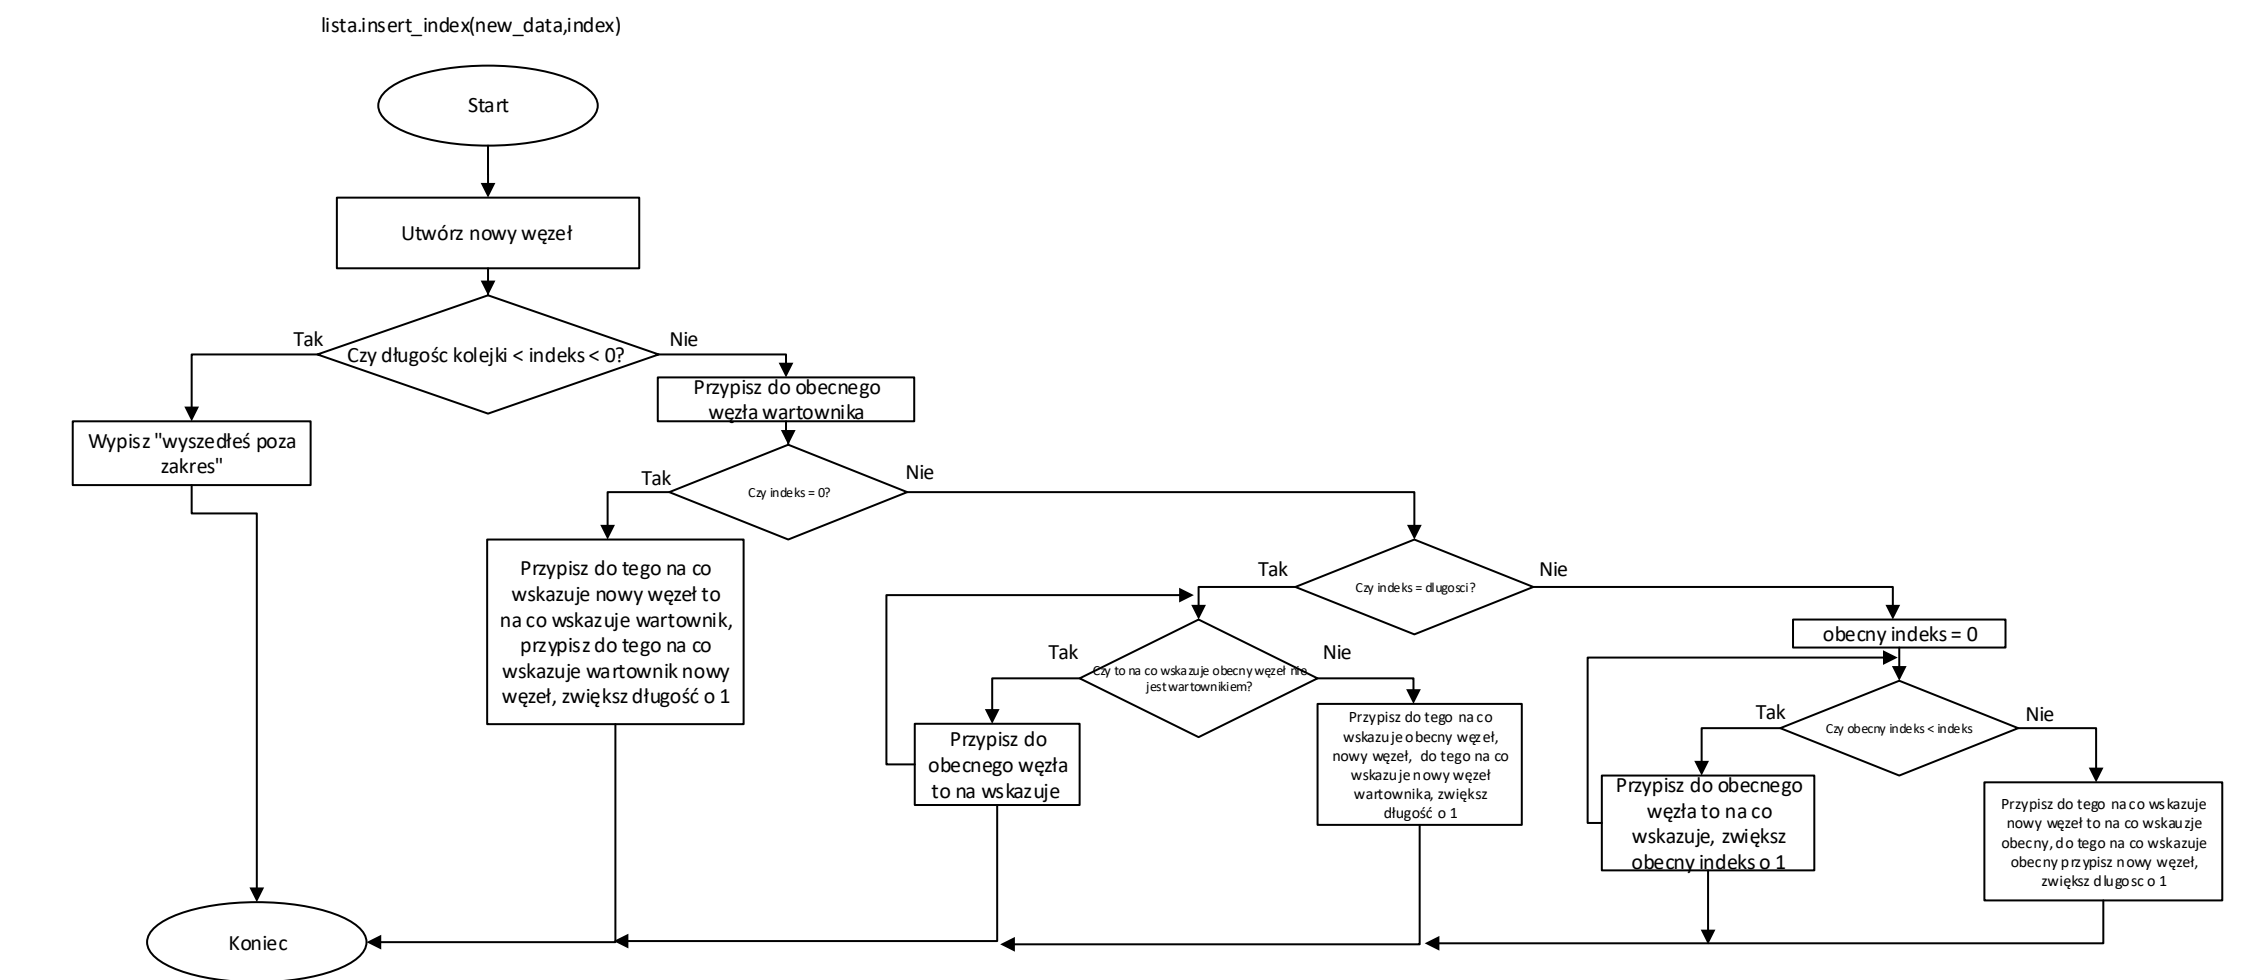 lista.insert_index(new_data,index)
Start
Utwórz nowy węzeł
Tak
Nie
Czy długośc kolejki < indeks < 0?
Przypisz do obecnego
węzła wartownika
Wypisz "wyszedłeś poza
zakres"
Tak
Nie
Czy indeks = 0?
Przypisz do tego na co
wskazuje nowy węzeł to
na co wskazuje wartownik,
przypisz do tego na co
wskazuje wartownik nowy
węzeł, zwiększ długość o 1
Tak
Nie
Czy indeks = dlugosci?
Tak
Nie
Czy to na co wskazuje obecny węzeł nie
jest wartownikiem?
Przypisz do
obecnego węzła
to na wskazuje
Przypisz do tego na co
wskazuje obecny węzeł,
nowy węzeł, do tego na co
wskazuje nowy węzeł
wartownika, zwiększ
długość o 1
obecny indeks = 0
Tak
Nie
Czy obecny indeks < indeks
Przypisz do obecnego
węzła to na co
wskazuje, zwiększ
obecny indeks o 1
Przypisz do tego na co wskazuje
nowy węzeł to na co wskauzje
obecny, do tego na co wskazuje
obecny przypisz nowy węzeł,
zwiększ dlugosc o 1
Koniec